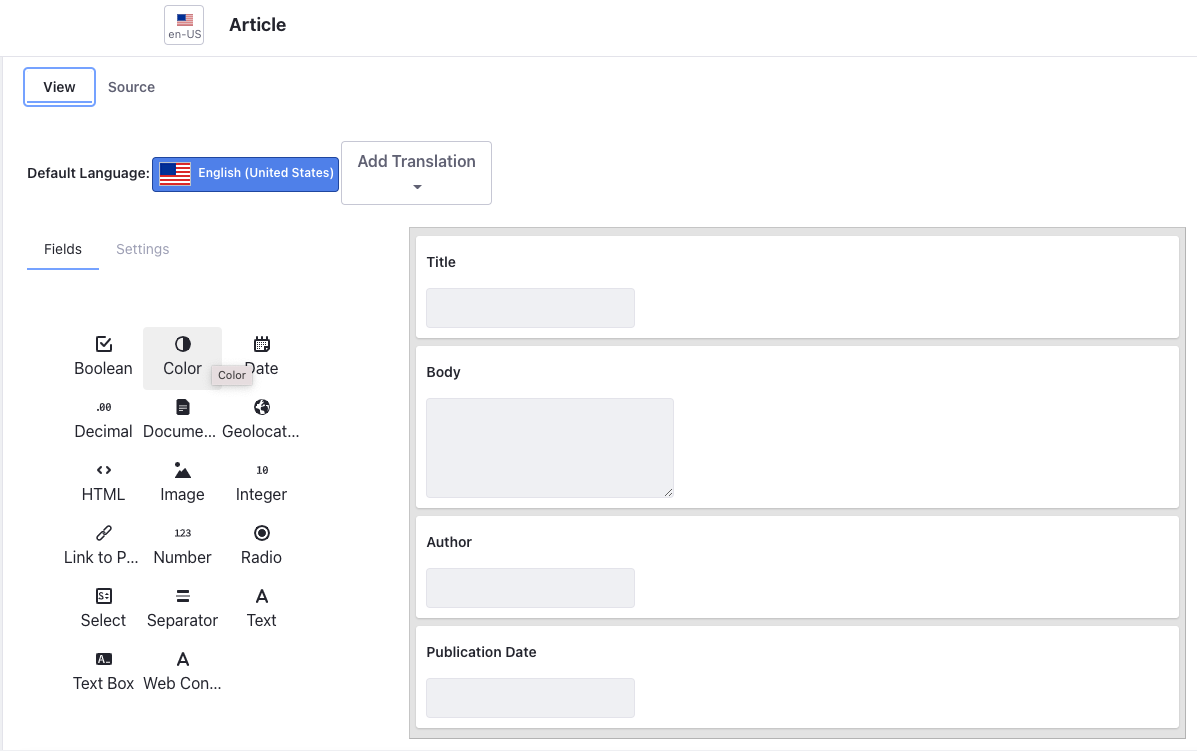 en-US
Article
View
Source
Default Language:
English (United States)
Add Translation
Fields
Settings
Boolean
Color
Date
Color
.00
Decimal
Docume...
Geolocat...
HTML
Image
10
Integer
Link to P...
123
Number
Radio
Select
Separator
A
Text
A
Text Box
A
Web Con...
Title
Body
Author
Publication Date